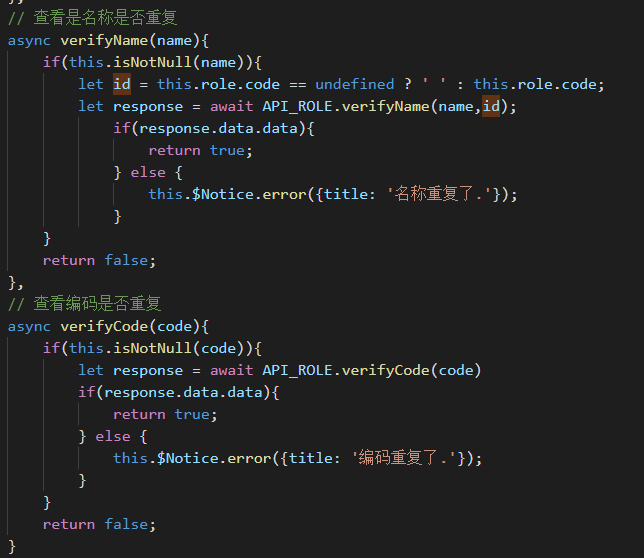 },
// 查看是名称是否重复
async verifyName(name){
if(this.isNotNull(name)){
let id = this.role.code == undefined ? ' ' : this.role.code;
let response = await API_ROLE.verifyName(name,id);
if(response.data.data){
return true;
} else {
this.$Notice.error({title: '名称重复了.'});
}
}
return false;
},
// 查看编码是否重复
async verifyCode(code){
if(this.isNotNull(code)){
let response = await API_ROLE.verifyCode(code)
if(response.data.data){
return true;
} else {
this.$Notice.error({title: '编码重复了.'});
}
}
return false;
}